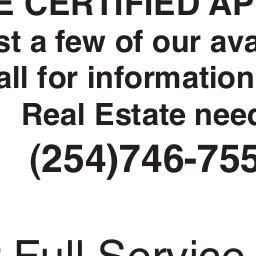 E CERTIFIED AP
st a few of our ava
all for information
Real Estate need
(254)746-755
Full Service